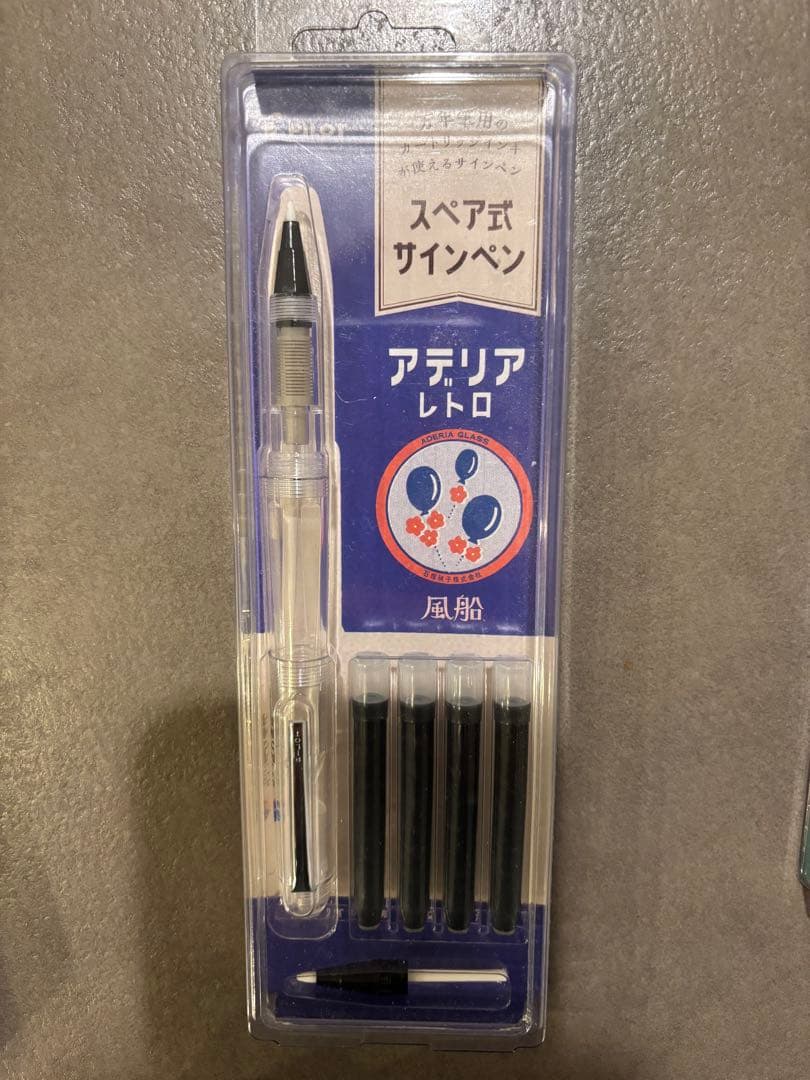 Pilot
万年筆用の
カートリッジインキ
が使えるサインペン
スペア式
サインペン
アデリア
レトロ
ADERIA GLASS
石塚硝子株式会社
風船
PILOT